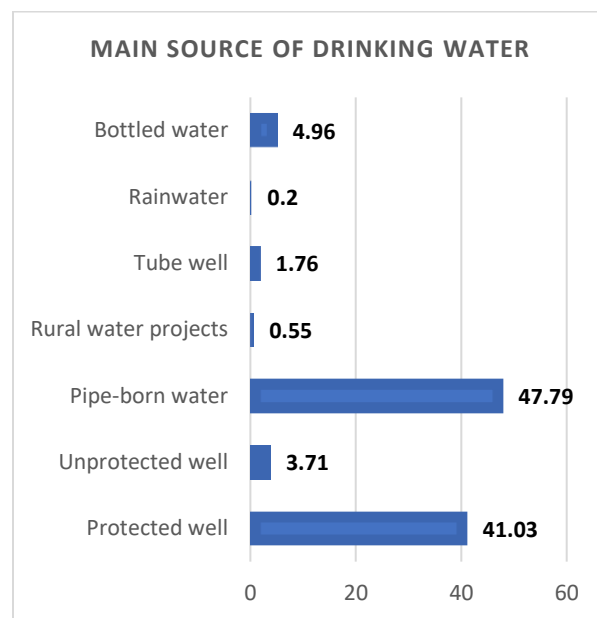 MAIN SOURCE OF DRINKING WATER
Bottled water 4.96
Rainwater 0.2
Tube well 1.76
Rural water projects 0.55
Pipe-born water 47.79
Unprotected well 3.71
Protected well 41.03
0 20 40 60